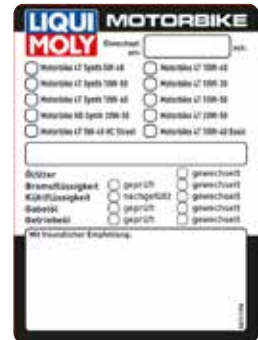 LIQUI MOLY MOTORBIKE
Gewechselt am: km:
Motorbike 4T Synth 5W-40 Motorbike 4T 10W-40
Motorbike 4T Synth 10W-50 Motorbike 4T 10W-30
Motorbike 4T Synth 10W-60 Motorbike 4T 15W-50
Motorbike HD Synth 20W-50 Motorbike 4T 20W-50
Motorbike 4T 10W-40 HC Street Motorbike 4T 10W-40 Basic
Ölfilter gewechselt
Bremsflüssigkeit geprüft gewechselt
Kühlflüssigkeit nachgefüllt gewechselt
Gabelöl geprüft gewechselt
Getriebeöl geprüft gewechselt
Mit freundlicher Empfehlung: